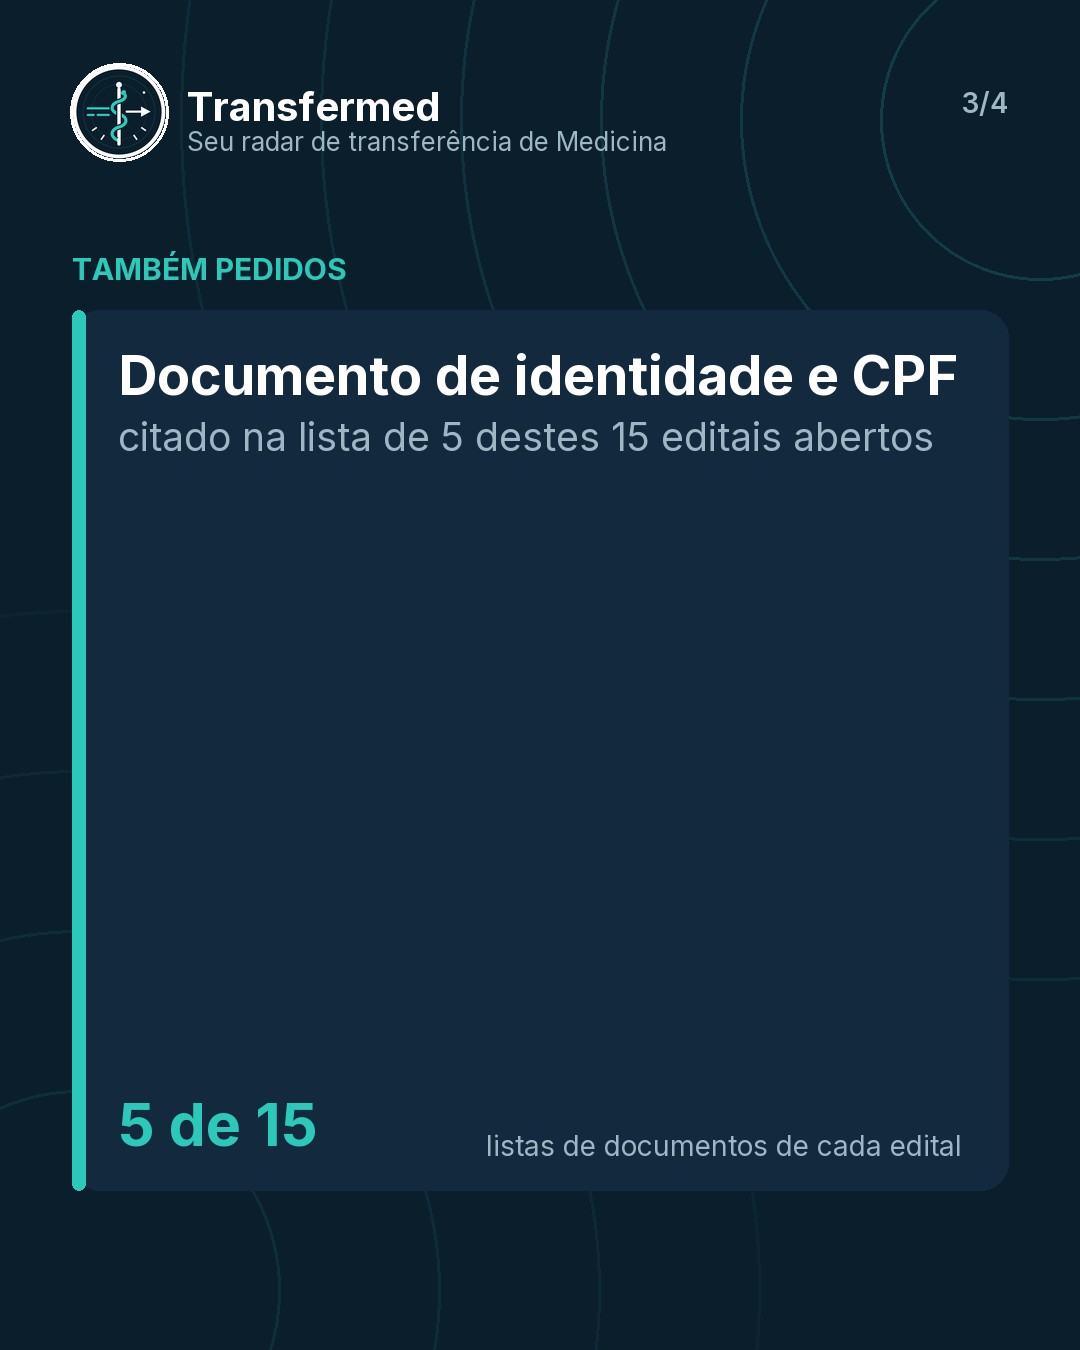 Transfermed
Seu radar de transferência de Medicina
3/4
TAMBÉM PEDIDOS
Documento de identidade e CPF
citado na lista de 5 destes 15 editais abertos
5 de 15
listas de documentos de cada edital